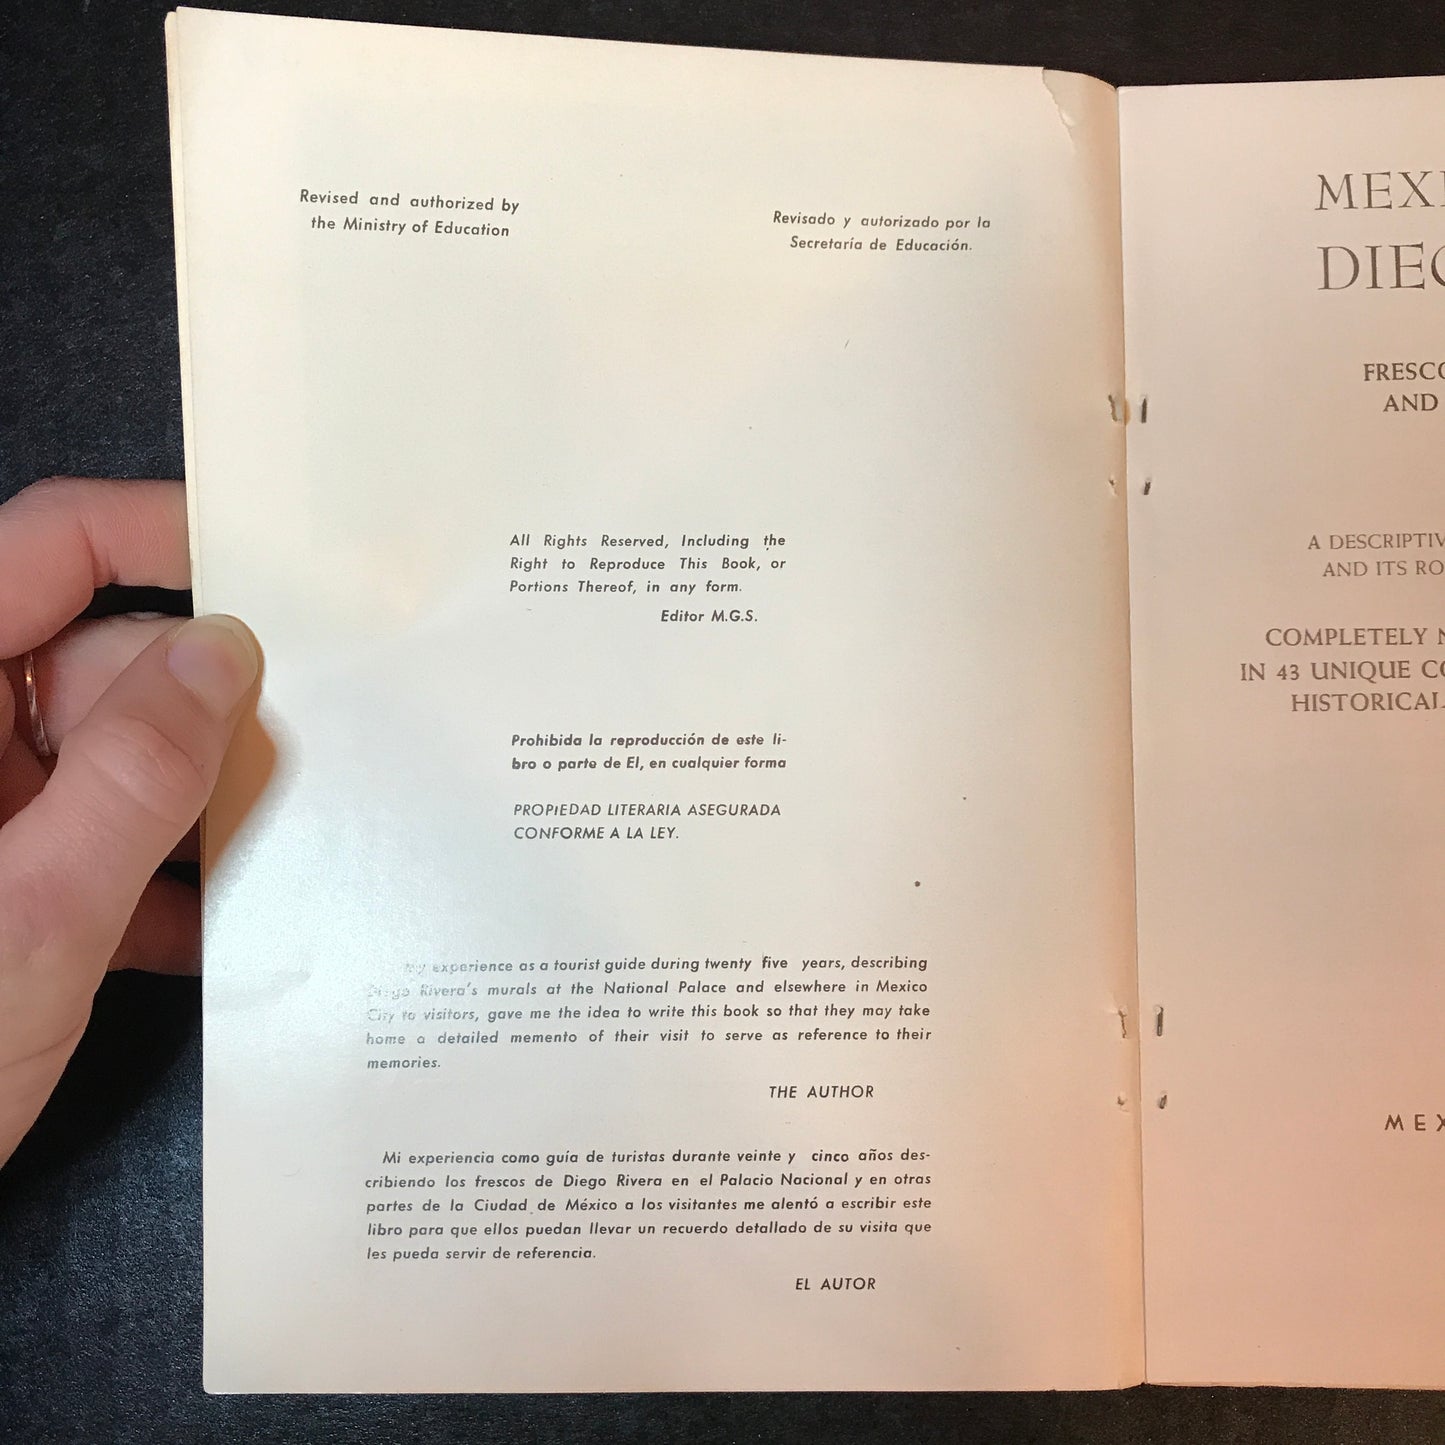 Revised and authorized by
the Ministry of Education
Revisado y autorizado por la
Secretaría de Educación.
All Rights Reserved, Including the
Right to Reproduce This Book, or
Portions Thereof, in any form.
Editor M.G.S.
Prohibida la reproducción de este li-
bro o parte de El, en cualquier forma
PROPIEDAD LITERARIA ASEGURADA
CONFORME A LA LEY.
my experience as a tourist guide during twenty five years, describing
Diego Rivera's murals at the National Palace and elsewhere in Mexico
City to visitors, gave me the idea to write this book so that they may take
home a detailed memento of their visit to serve as reference to their
memories.
THE AUTHOR
Mi experiencia como guía de turistas durante veinte y cinco años des-
cribiendo los frescos de Diego Rivera en el Palacio Nacional y en otras
partes de la Ciudad de México a los visitantes me alentó a escribir este
libro para que ellos puedan llevar un recuerdo detallado de su visita que
les pueda servir de referencia.
EL AUTOR
MEXI
DIEG
FRESCO
AND
A DESCRIPTIV
AND ITS RO
COMPLETELY N
IN 43 UNIQUE CO
HISTORICAL
MEX